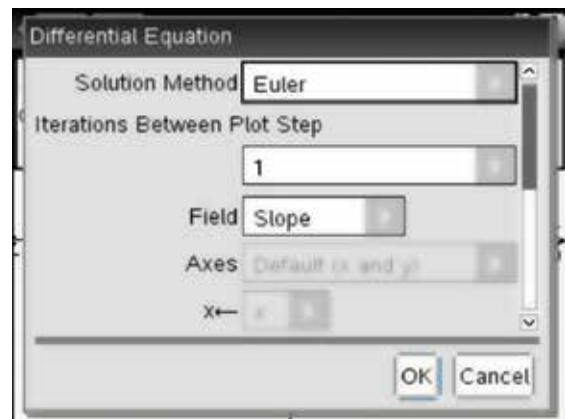 Differential Equation
Solution Method Euler
Iterations Between Plot Step
1
Field Slope
Axes Default (x and y)
x←
OK Cancel